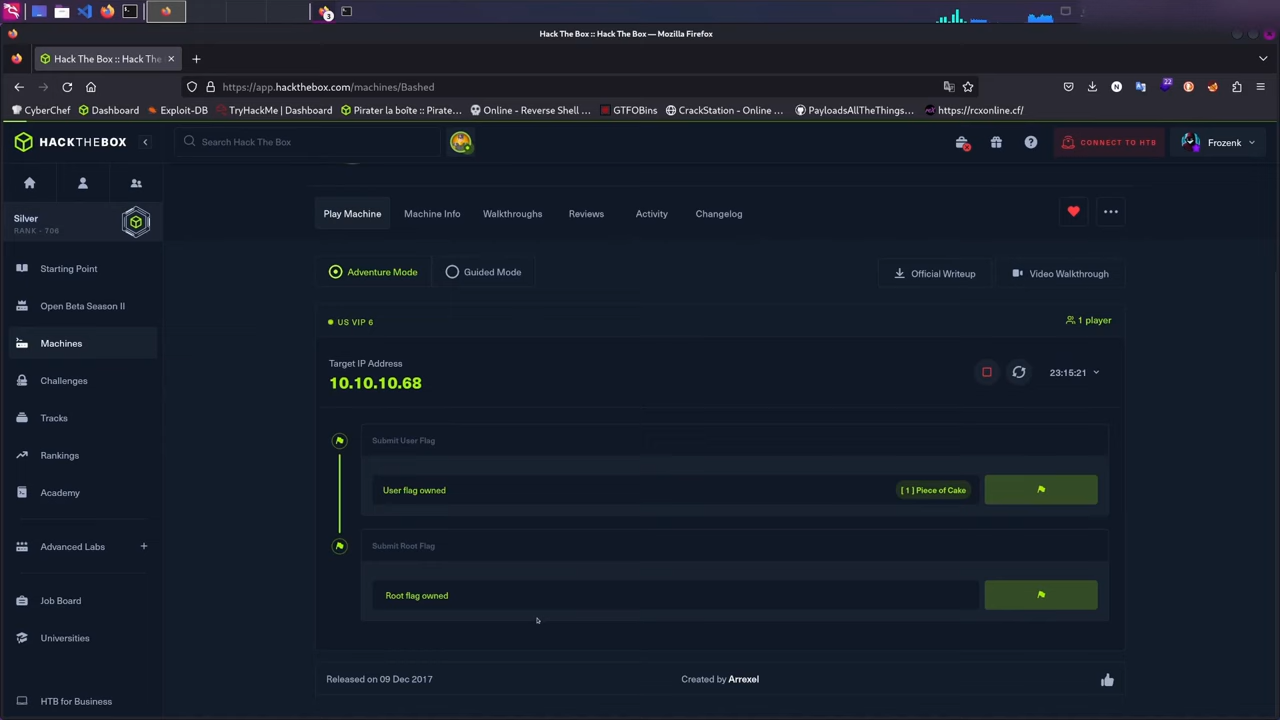 3
Hack The Box :: Hack The Box — Mozilla Firefox
Hack The Box :: Hack The
https://app.hackthebox.com/machines/Bashed
22
CyberChef
Dashboard
Exploit-DB
TryHackMe | Dashboard
Pirater la boîte :: Pirate…
Online - Reverse Shell …
GTFOBins
CrackStation - Online …
PayloadsAllTheThings…
https://rcxonline.cf/
HACKTHEBOX
Search Hack The Box
CONNECT TO HTB
Frozenk
Silver
RANK - 706
Starting Point
Open Beta Season II
Machines
Challenges
Tracks
Rankings
Academy
Advanced Labs
Job Board
Universities
HTB for Business
Play Machine
Machine Info
Walkthroughs
Reviews
Activity
Changelog
Adventure Mode
Guided Mode
Official Writeup
Video Walkthrough
US VIP 6
1 player
Target IP Address
10.10.10.68
23:15:21
Submit User Flag
User flag owned
[ 1 ] Piece of Cake
Submit Root Flag
Root flag owned
Released on 09 Dec 2017
Created by Arrexel